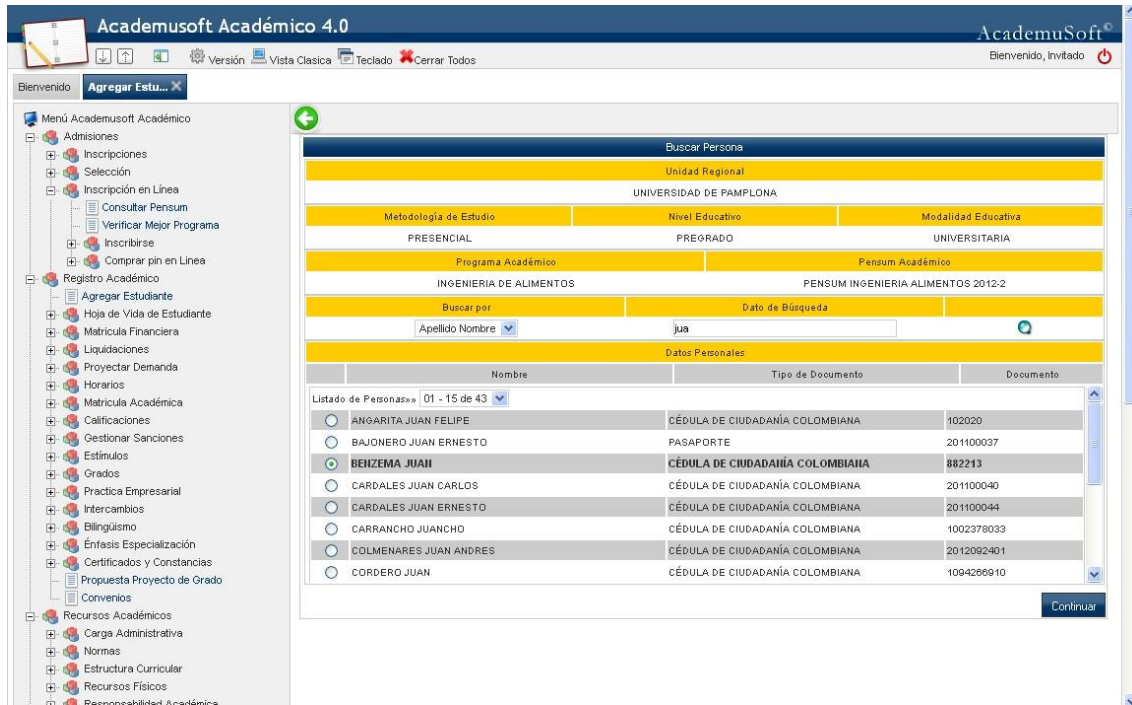 Academusoft Académico 4.0
AcademuSoft©
Versión Vista Clasica Teclado Cerrar Todos
Bienvenido, Invitado
Bienvenido Agregar Estu...
Menú Academusoft Académico
Admisiones
Inscripciones
Selección
Inscripción en Línea
Consultar Pensum
Verificar Mejor Programa
Inscribirse
Comprar pin en Linea
Registro Académico
Agregar Estudiante
Hoja de Vida de Estudiante
Matricula Financiera
Liquidaciones
Proyectar Demanda
Horarios
Matricula Académica
Calificaciones
Gestionar Sanciones
Estímulos
Grados
Practica Empresarial
Intercambios
Bilingüismo
Énfasis Especialización
Certificados y Constancias
Propuesta Proyecto de Grado
Convenios
Recursos Académicos
Carga Administrativa
Normas
Estructura Curricular
Recursos Físicos
Responsabilidad Académica
Buscar Persona
Unidad Regional
UNIVERSIDAD DE PAMPLONA
Metodología de Estudio Nivel Educativo Modalidad Educativa
PRESENCIAL PREGRADO UNIVERSITARIA
Programa Académico Pensum Académico
INGENIERIA DE ALIMENTOS PENSUM INGENIERIA ALIMENTOS 2012-2
Buscar por Dato de Búsqueda
Apellido Nombre jua
Datos Personales
Nombre Tipo de Documento Documento
Listado de Personas»» 01 - 15 de 43
ANGARITA JUAN FELIPE CÉDULA DE CIUDADANÍA COLOMBIANA 102020
BAJONERO JUAN ERNESTO PASAPORTE 201100037
BENZEMA JUAN CÉDULA DE CIUDADANÍA COLOMBIANA 882213
CARDALES JUAN CARLOS CÉDULA DE CIUDADANÍA COLOMBIANA 201100040
CARDALES JUAN ERNESTO CÉDULA DE CIUDADANÍA COLOMBIANA 201100044
CARRANCHO JUANCHO CÉDULA DE CIUDADANÍA COLOMBIANA 1002378033
COLMENARES JUAN ANDRES CÉDULA DE CIUDADANÍA COLOMBIANA 2012092401
CORDERO JUAN CÉDULA DE CIUDADANÍA COLOMBIANA 1094266910
Continuar